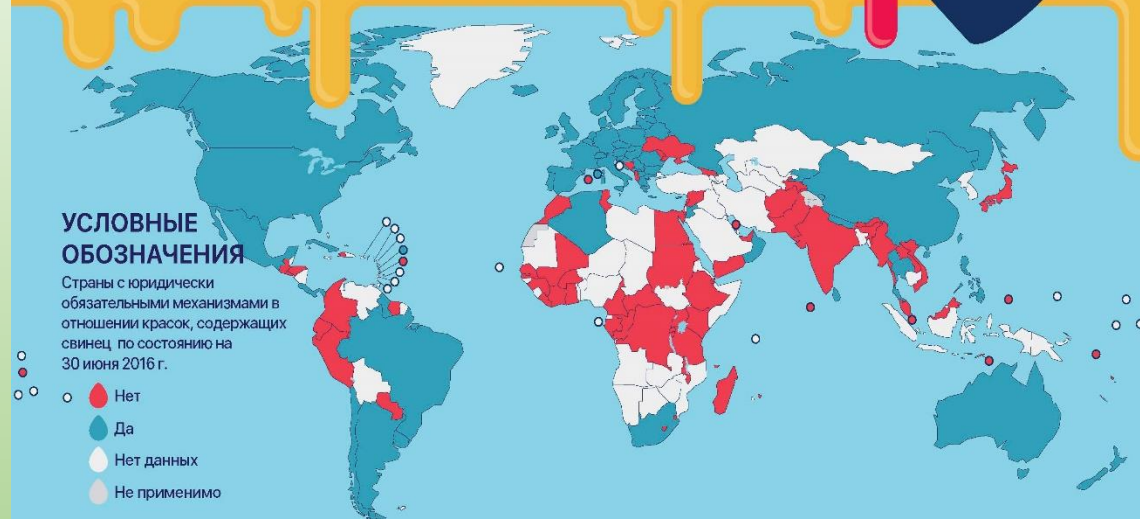 УСЛОВНЫЕ
ОБОЗНАЧЕНИЯ
Страны с юридически
обязательными механизмами в
отношении красок, содержащих
свинец по состоянию на
30 июня 2016 г.
Нет
Да
Нет данных
Не применимо